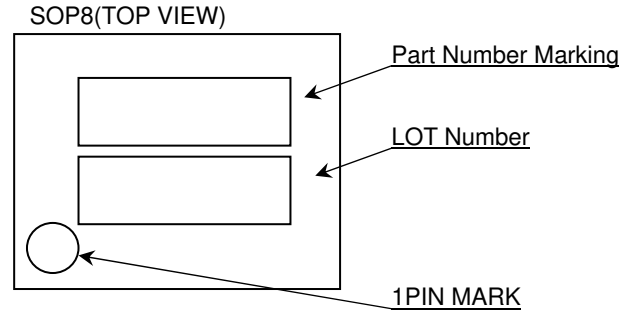 SOP8(TOP VIEW)
Part Number Marking
LOT Number
1PIN MARK